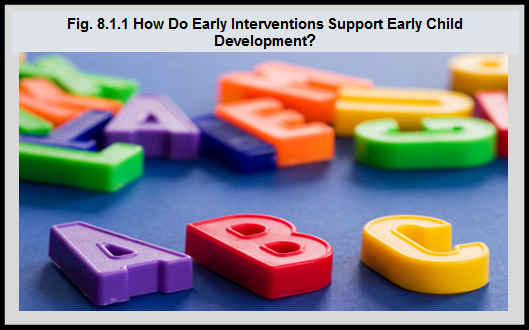 Fig. 8.1.1 How Do Early Interventions Support Early Child
Development?
A E
A B C